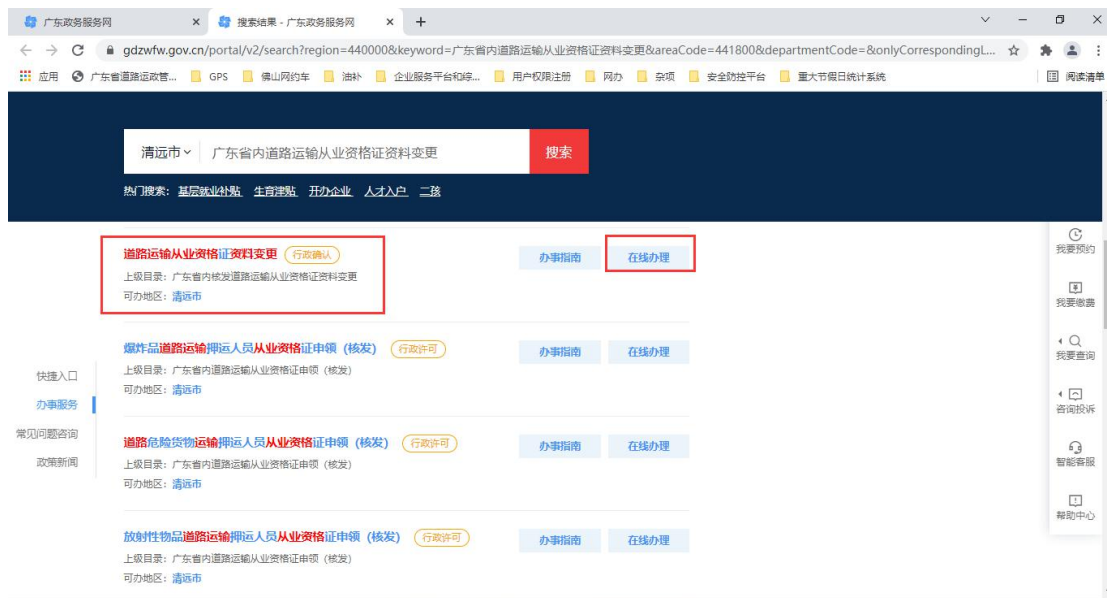 广东政务服务网
搜索结果 - 广东政务服务网
gdzwfw.gov.cn/portal/v2/search?region=440000&keyword=广东省内道路运输从业资格证资料变更&areaCode=441800&departmentCode=&onlyCorrespondingL...
应用 广东省道路运政管... GPS 佛山网约车 油补 企业服务平台和综... 用户权限注册 网办 杂项 安全防控平台 重大节假日统计系统 阅读清单
清远市 广东省内道路运输从业资格证资料变更 搜索
热门搜索： 基层就业补贴 生育津贴 开办企业 人才入户 二孩
道路运输从业资格证资料变更 行政确认 办事指南 在线办理
上级目录：广东省内核发道路运输从业资格证资料变更
可办地区：清远市
爆炸品道路运输押运人员从业资格证申领（核发） 行政许可 办事指南 在线办理
上级目录：广东省内道路运输从业资格证申领（核发）
可办地区：清远市
道路危险货物运输押运人员从业资格证申领（核发） 行政许可 办事指南 在线办理
上级目录：广东省内道路运输从业资格证申领（核发）
可办地区：清远市
放射性物品道路运输押运人员从业资格证申领（核发） 行政许可 办事指南 在线办理
上级目录：广东省内道路运输从业资格证申领（核发）
可办地区：清远市
快捷入口
办事服务
常见问题咨询
政策新闻
我要预约
我要缴费
我要查询
咨询投诉
智能客服
帮助中心